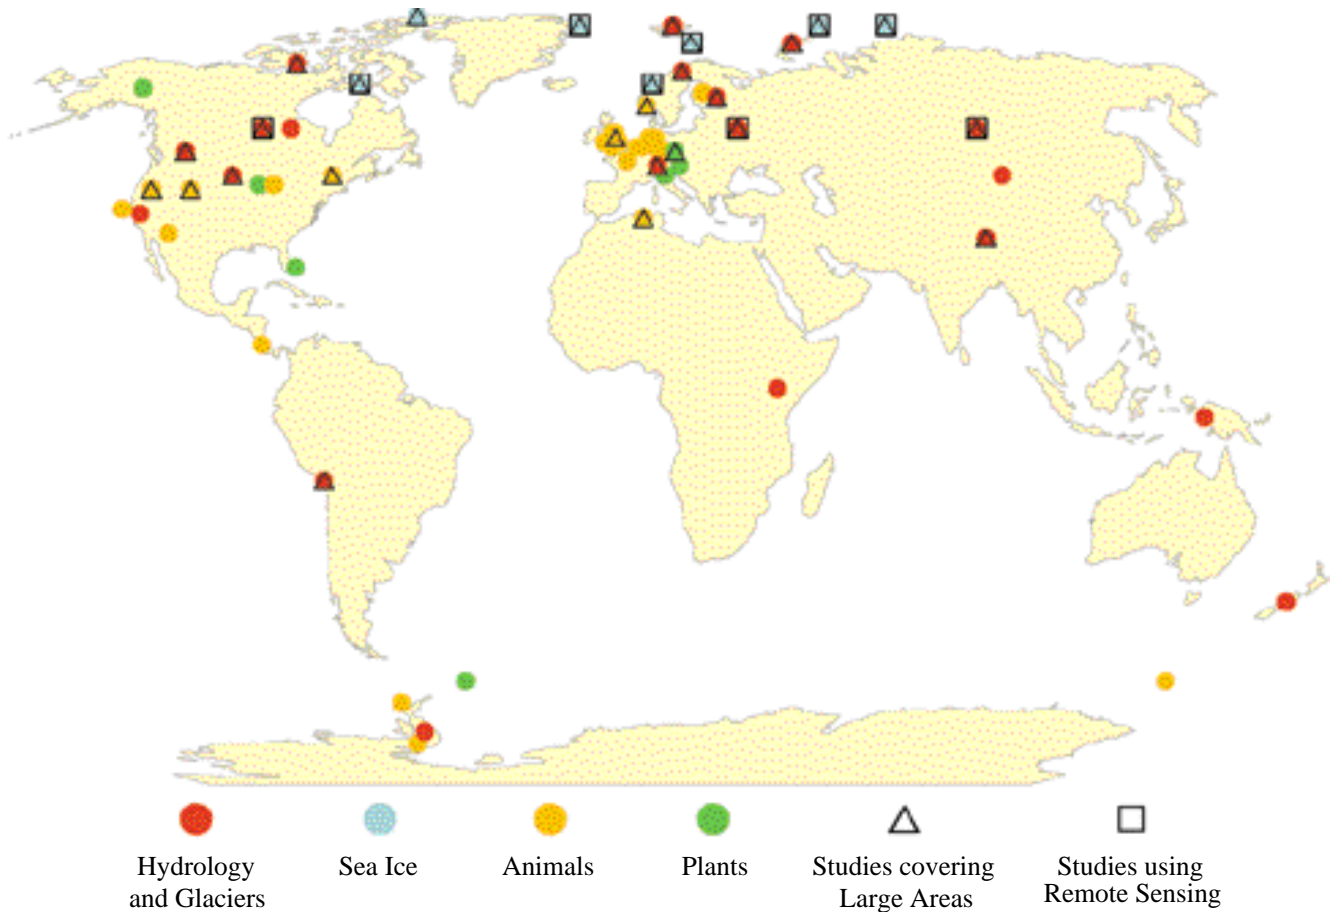 Hydrology
and Glaciers
Sea Ice
Animals
Plants
Studies covering
Large Areas
Studies using
Remote Sensing